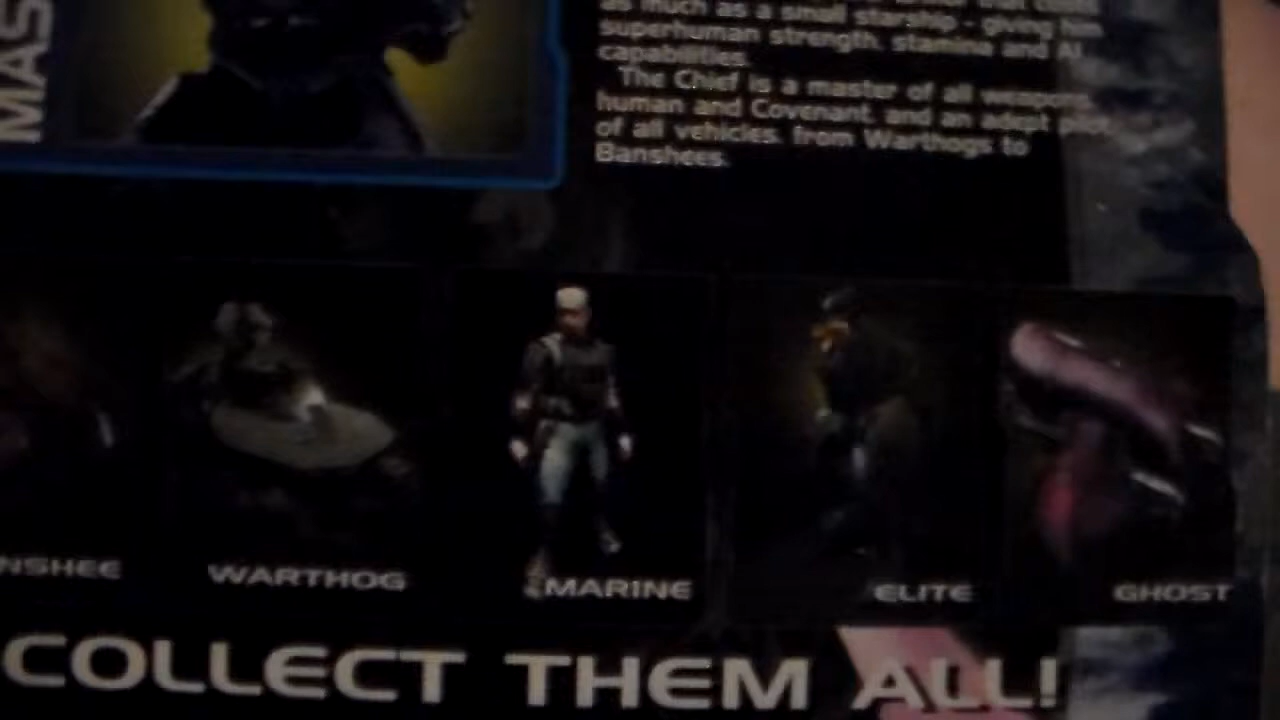 MAS
as much as a small starship - giving him
superhuman strength, stamina and AI
capabilities.
The Chief is a master of all weapons,
human and Covenant, and an adept pilot
of all vehicles, from Warthogs to
Banshees.
NSHEE
WARTHOG
MARINE
ELITE
GHOST
COLLECT THEM ALL!